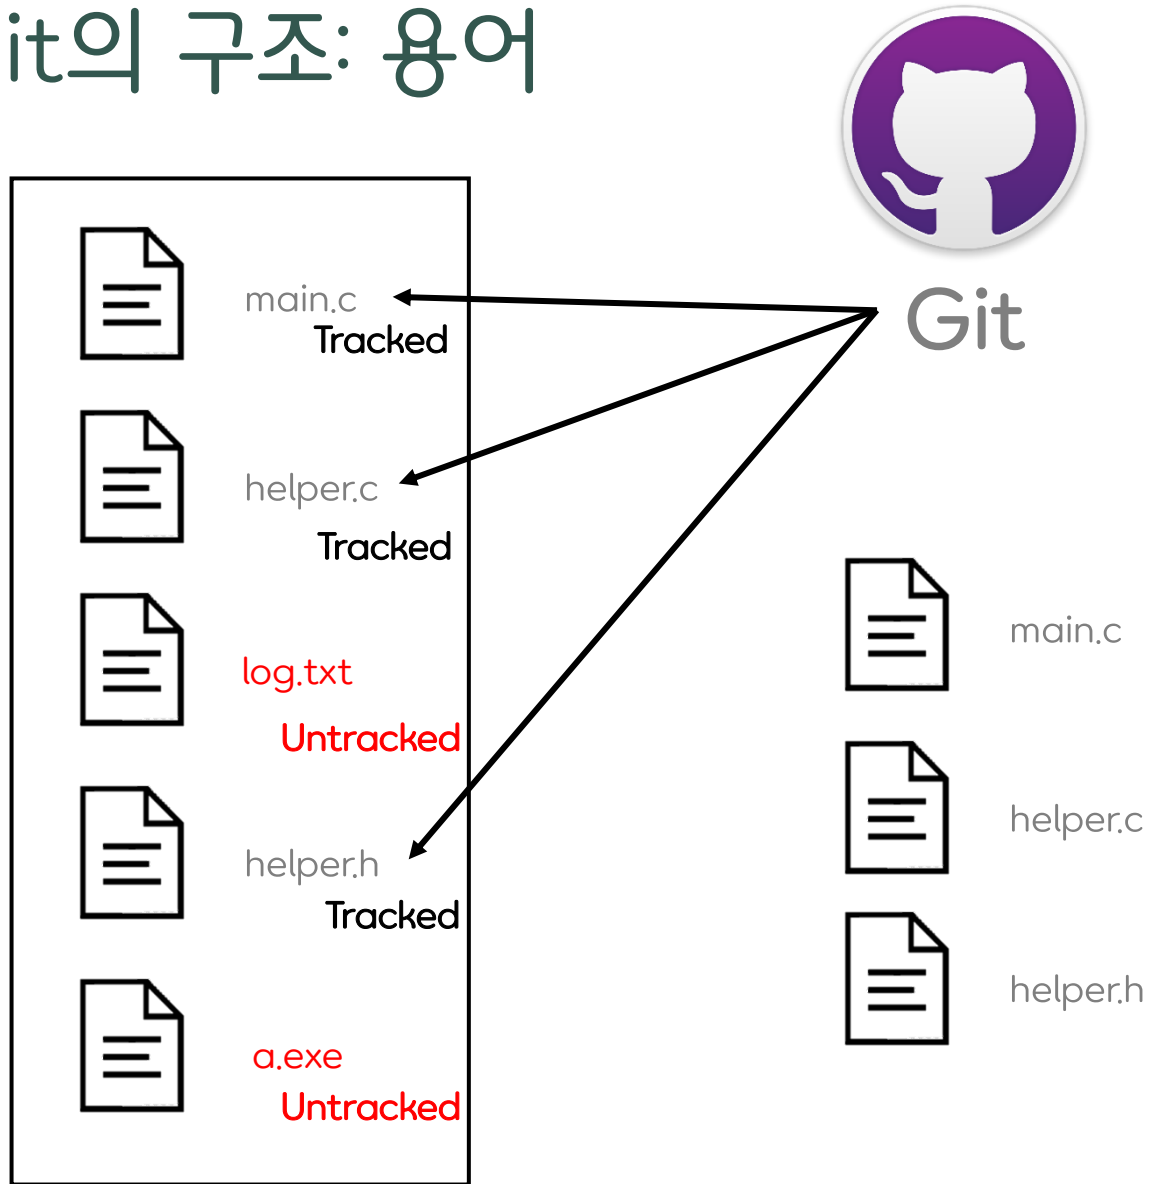 it의 구조: 용어
main.c
Tracked
helper.c
Tracked
log.txt
Untracked
helper.h
Tracked
a.exe
Untracked
Git
main.c
helper.c
helper.h